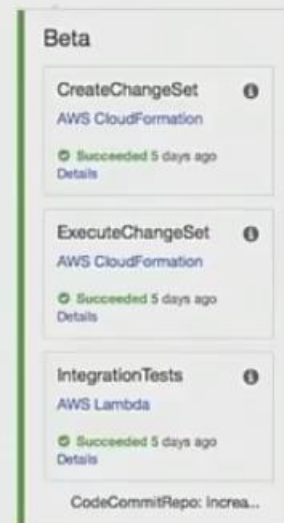 Beta
CreateChangeSet
AWS CloudFormation
Succeeded 5 days ago
Details
ExecuteChangeSet
AWS CloudFormation
Succeeded 5 days ago
Details
IntegrationTests
AWS Lambda
Succeeded 5 days ago
Details
CodeCommitRepo: Increa...